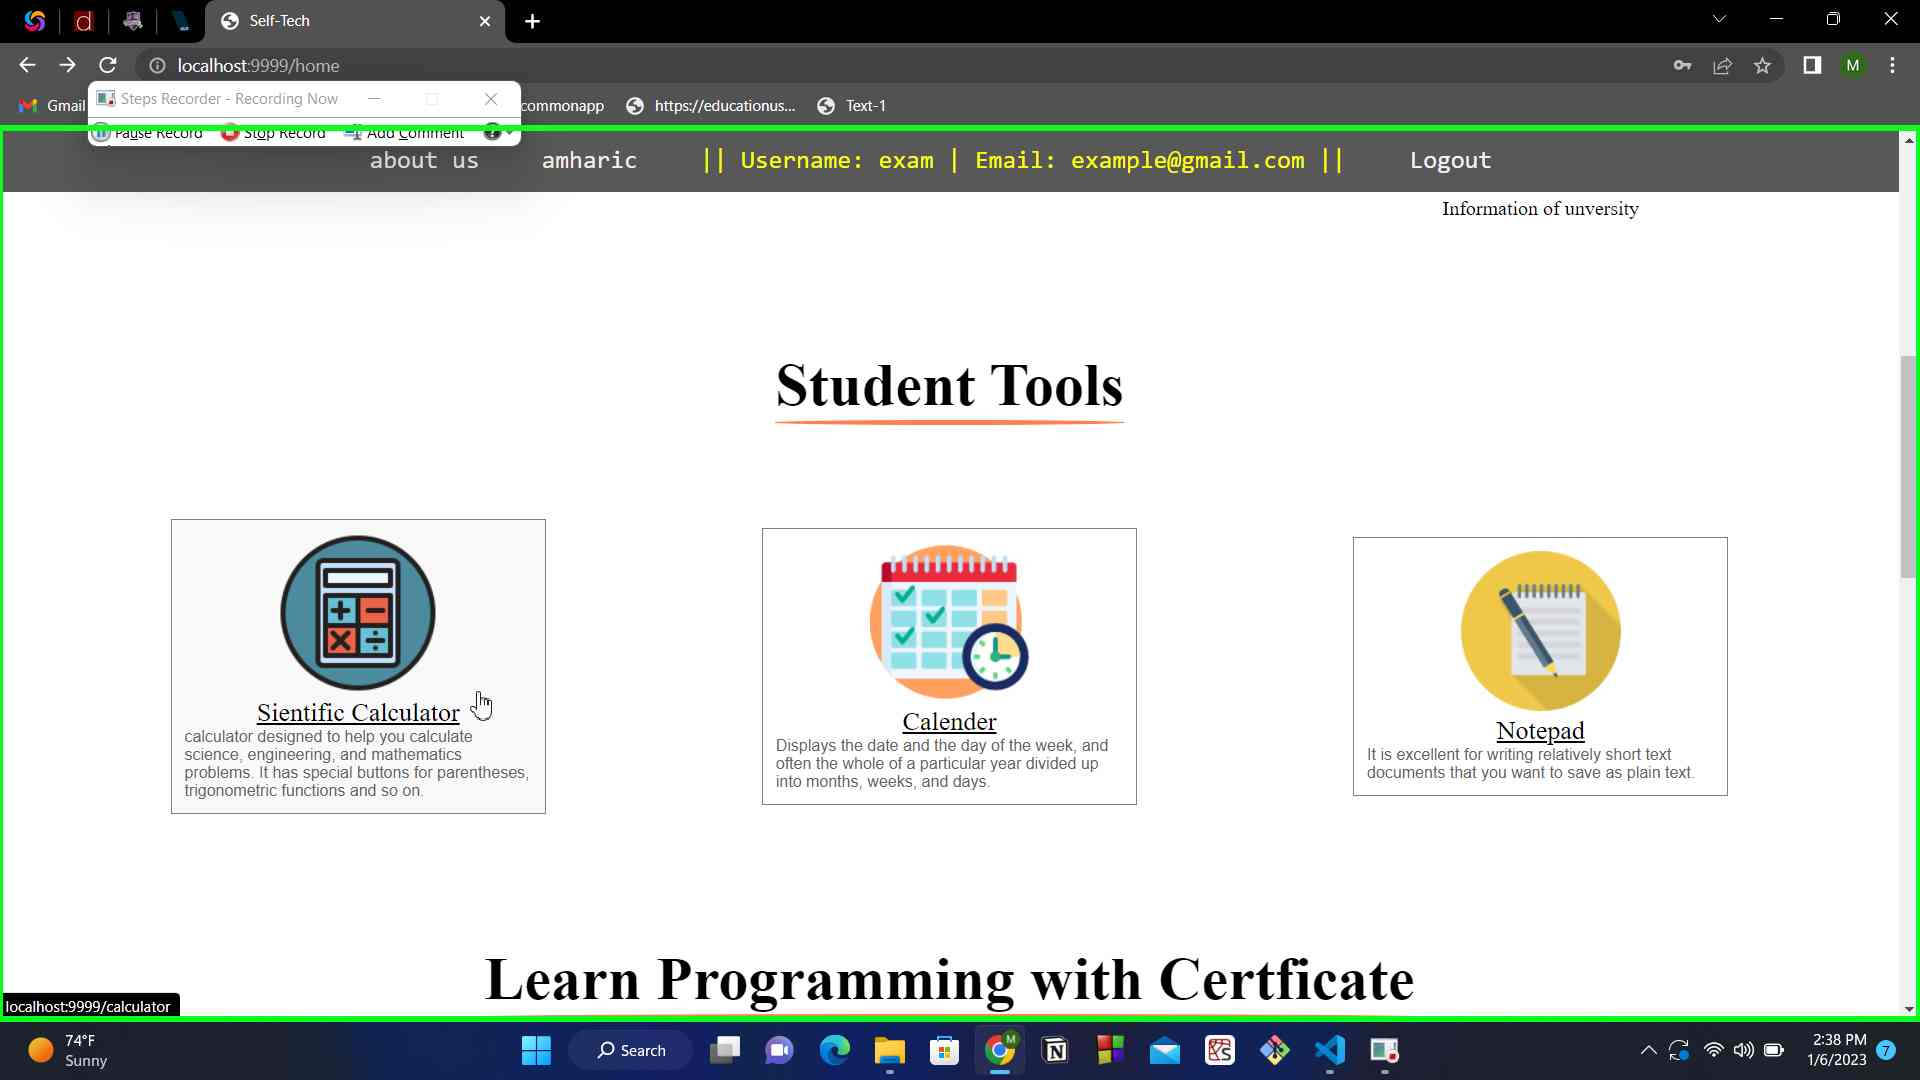 Self-Tech
localhost:9999/home
M
Gmail
Steps Recorder - Recording Now
commonapp
https://educationus...
Text-1
Pause Record
Stop Record
Add Comment
about us
amharic
|| Username: exam | Email: example@gmail.com ||
Logout
Information of unversity
Student Tools
Sientific Calculator
calculator designed to help you calculate
science, engineering, and mathematics
problems. It has special buttons for parentheses,
trigonometric functions and so on.
Calender
Displays the date and the day of the week, and
often the whole of a particular year divided up
into months, weeks, and days.
Notepad
It is excellent for writing relatively short text
documents that you want to save as plain text.
Learn Programming with Certficate
localhost:9999/calculator
74°F
Sunny
Search
M
2:38 PM
1/6/2023
7